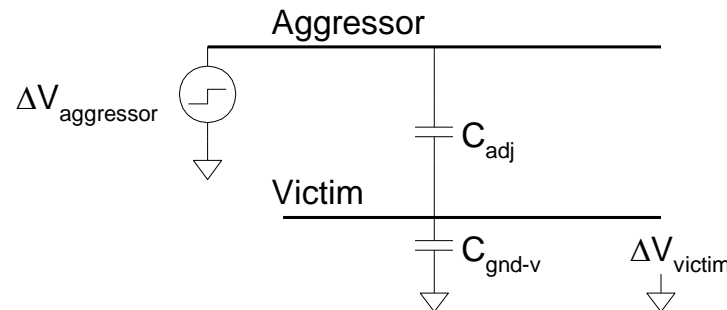 Aggressor
ΔVaggressor
Cadj
Victim
Cgnd-v
ΔVvictim